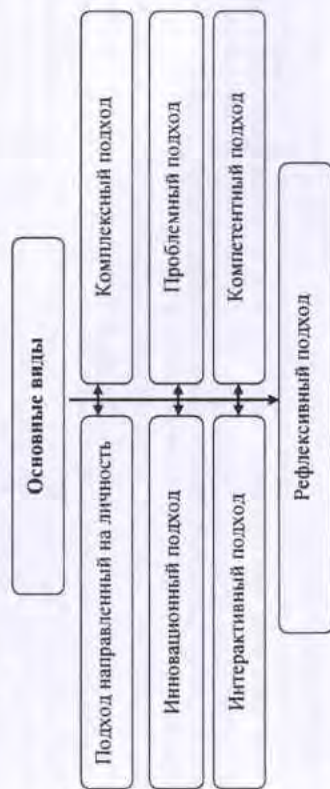 Основные виды
Подход направленный на личность
Комплексный подход
Инновационный подход
Проблемный подход
Интерактивный подход
Компетентный подход
Рефлексивный подход